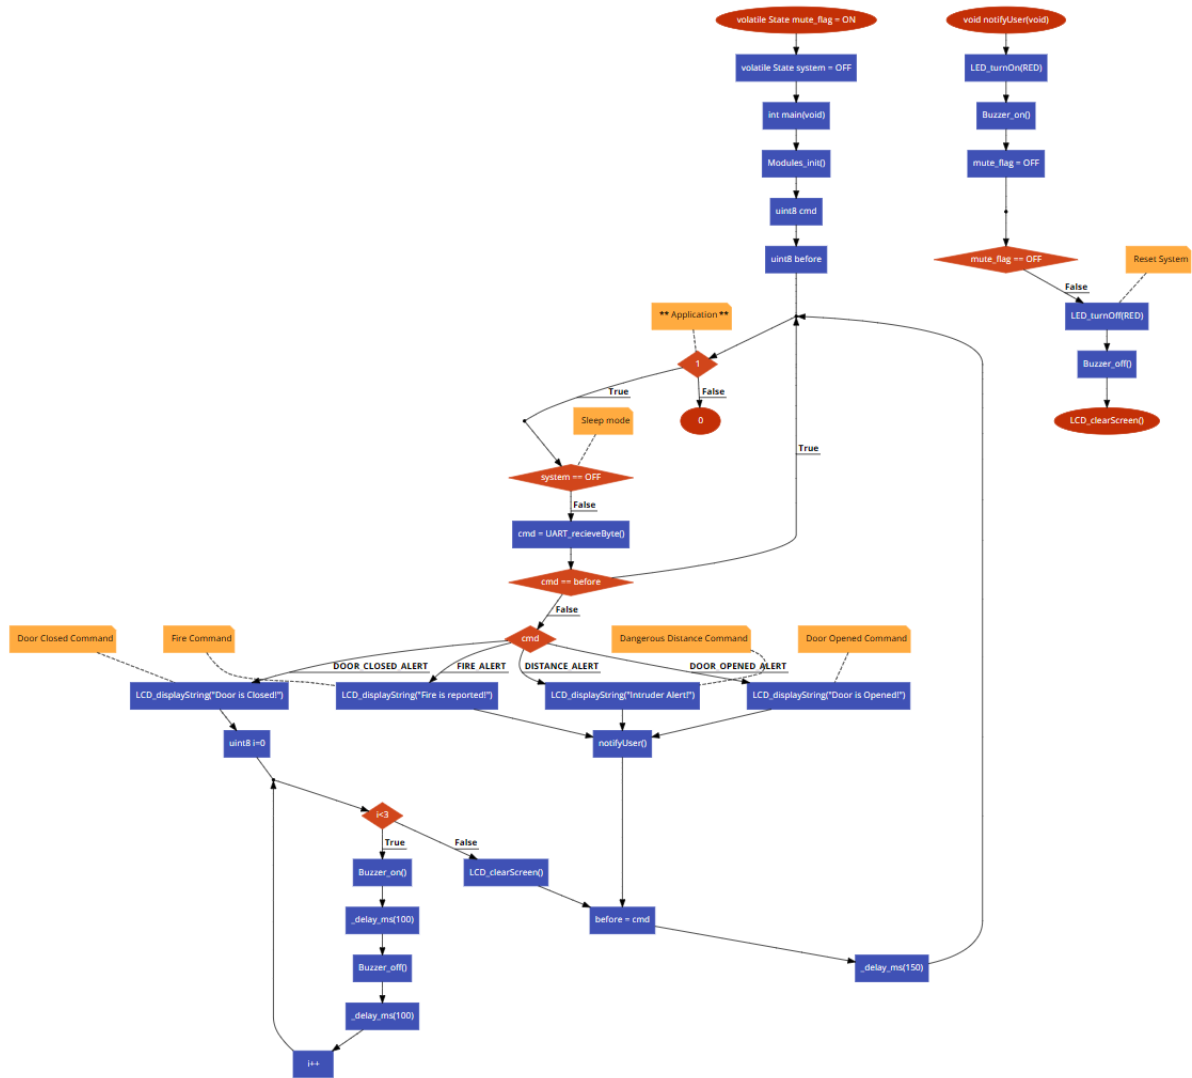 volatile State mute_flag = ON
void notifyUser(void)
volatile State system = OFF
LED_turnOn(RED)
int main(void)
Buzzer_on()
Modules_init()
mute_flag = OFF
uint8 cmd
uint8 before
mute_flag == OFF
Reset System
False
** Application **
LED_turnOff(RED)
1
Buzzer_off()
True
False
Sleep mode
0
LCD_clearScreen()
True
system == OFF
False
cmd = UART_recieveByte()
cmd == before
False
Door Closed Command
Fire Command
cmd
Dangerous Distance Command
Door Opened Command
DOOR_CLOSED_ALERT
FIRE_ALERT
DISTANCE_ALERT
DOOR_OPENED_ALERT
LCD_displayString("Door is Closed!")
LCD_displayString("Fire is reported!")
LCD_displayString("Intruder Alert!")
LCD_displayString("Door is Opened!")
uint8 i=0
notifyUser()
i<3
True
False
Buzzer_on()
LCD_clearScreen()
_delay_ms(100)
before = cmd
Buzzer_off()
_delay_ms(150)
_delay_ms(100)
i++